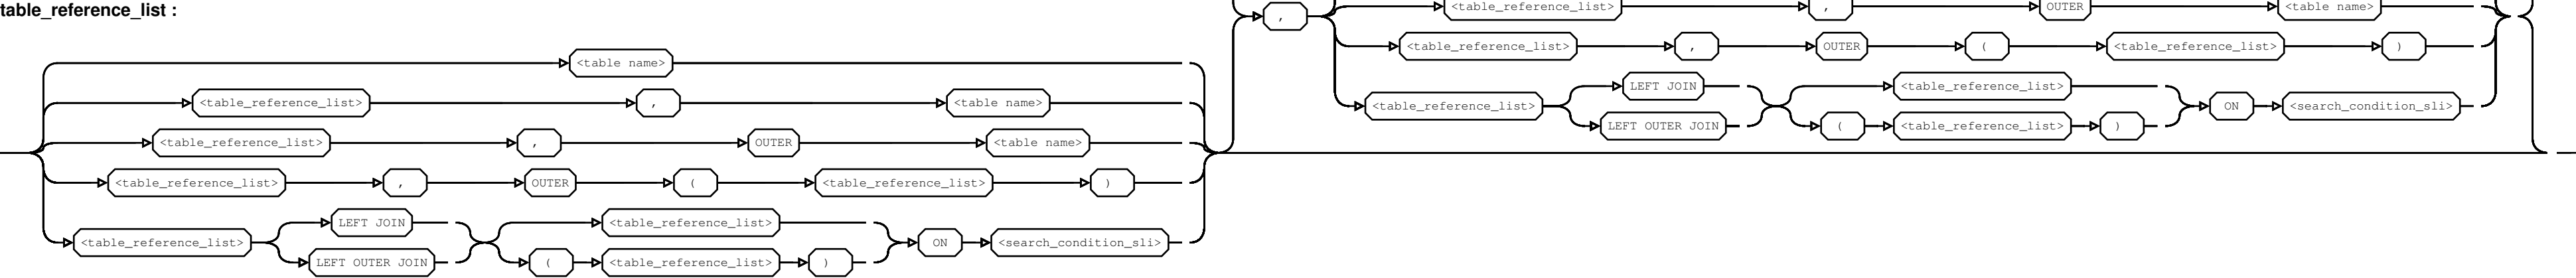 table_reference_list :
, <table_reference_list> , OUTER <table name>
<table_reference_list> , OUTER ( <table_reference_list> )
<table name>
LEFT JOIN <table_reference_list>
<table_reference_list> , <table name>
<table_reference_list> ON <search_condition_sli>
LEFT OUTER JOIN ( <table_reference_list> )
<table_reference_list> , OUTER <table name>
<table_reference_list> , OUTER ( <table_reference_list> )
LEFT JOIN <table_reference_list>
<table_reference_list> ON <search_condition_sli>
LEFT OUTER JOIN ( <table_reference_list> )